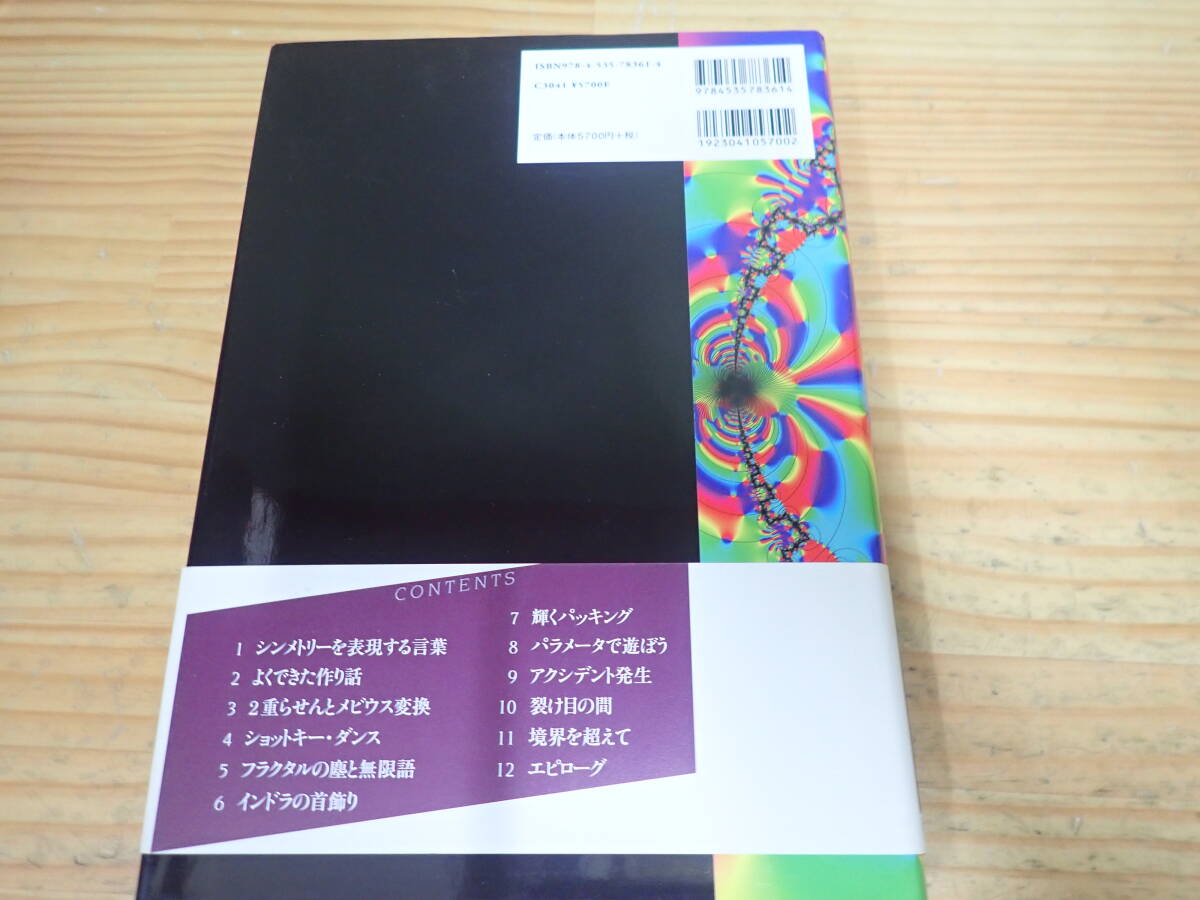 ISBN978-4-535-78361-4
C3041 ¥5700E
定価(本体5700円+税)
9784535783614
1923041057002
CONTENTS
1 シンメトリーを表現する言葉
2 よくできた作り話
3 2重らせんとメビウス変換
4 ショットキー・ダンス
5 フラクタルの塵と無限語
6 インドラの首飾り
7 輝くパッキング
8 パラメータで遊ぼう
9 アクシデント発生
10 裂け目の間
11 境界を超えて
12 エピローグ